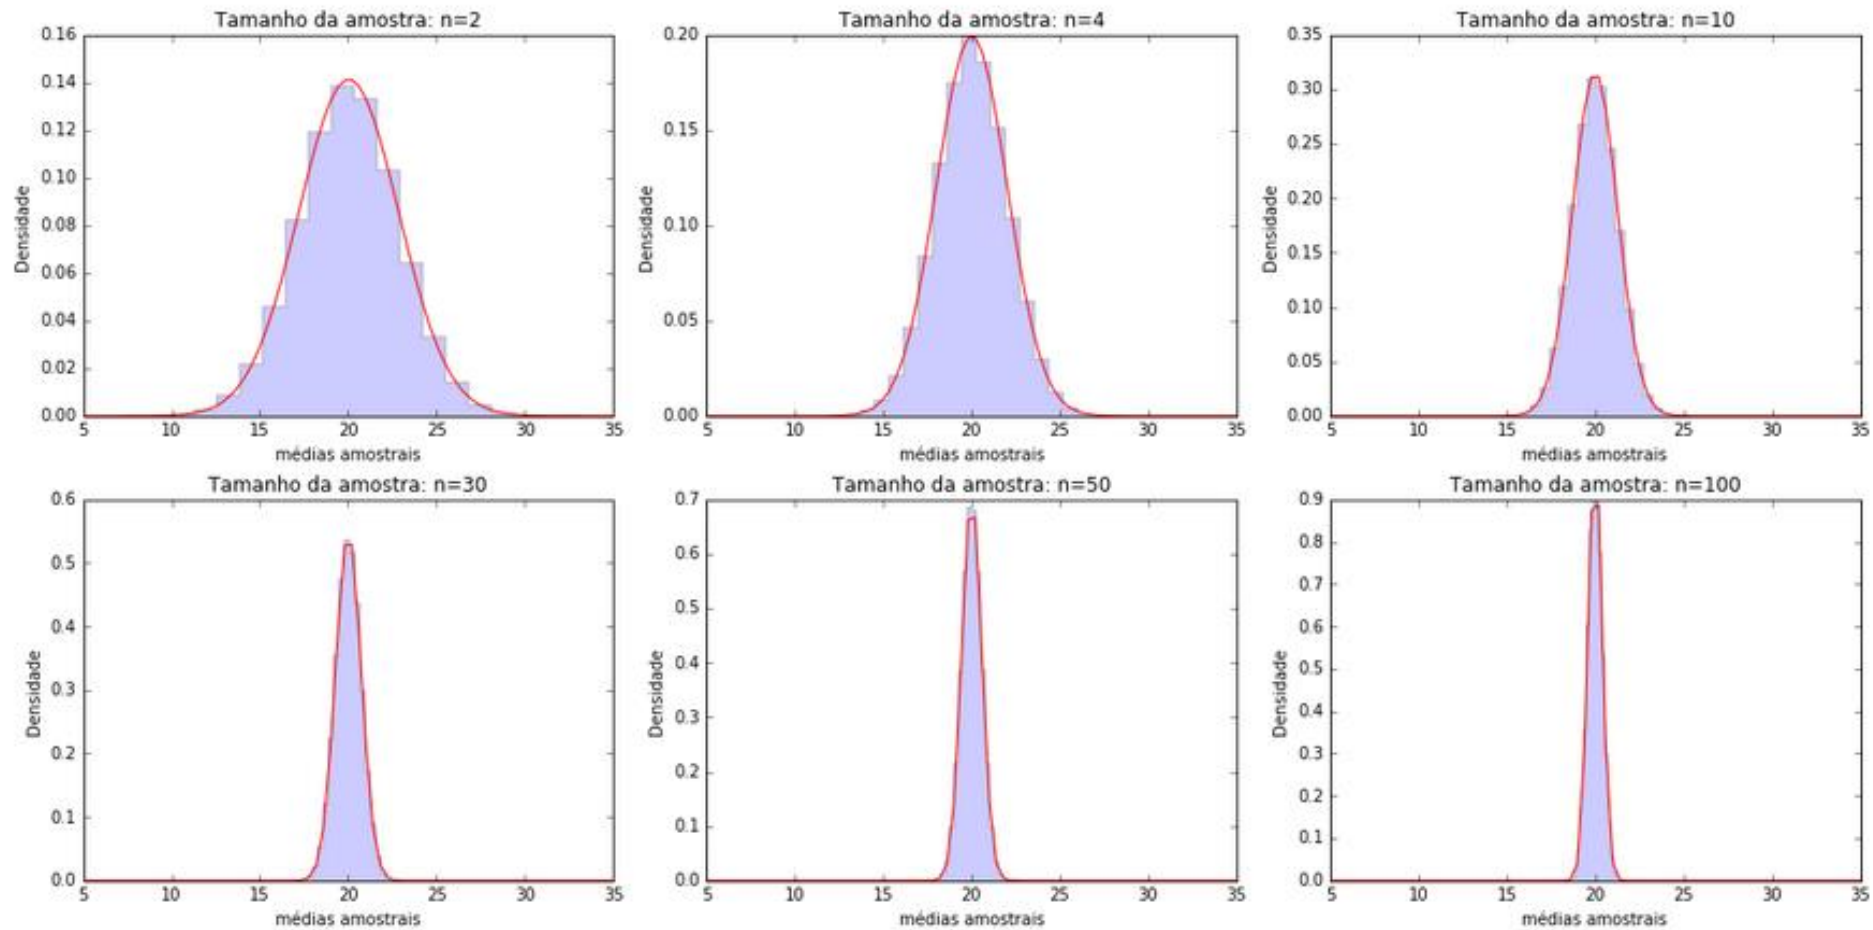 Tamanho da amostra: n=2
0.16
0.14
0.12
0.10
0.08
0.06
0.04
0.02
0.00
Densidade
5 10 15 20 25 30 35
médias amostrais
Tamanho da amostra: n=4
0.20
0.15
0.10
0.05
0.00
Densidade
5 10 15 20 25 30 35
médias amostrais
Tamanho da amostra: n=10
0.35
0.30
0.25
0.20
0.15
0.10
0.05
0.00
Densidade
5 10 15 20 25 30 35
médias amostrais
Tamanho da amostra: n=30
0.6
0.5
0.4
0.3
0.2
0.1
0.0
Densidade
5 10 15 20 25 30 35
médias amostrais
Tamanho da amostra: n=50
0.7
0.6
0.5
0.4
0.3
0.2
0.1
0.0
Densidade
5 10 15 20 25 30 35
médias amostrais
Tamanho da amostra: n=100
0.9
0.8
0.7
0.6
0.5
0.4
0.3
0.2
0.1
0.0
Densidade
5 10 15 20 25 30 35
médias amostrais